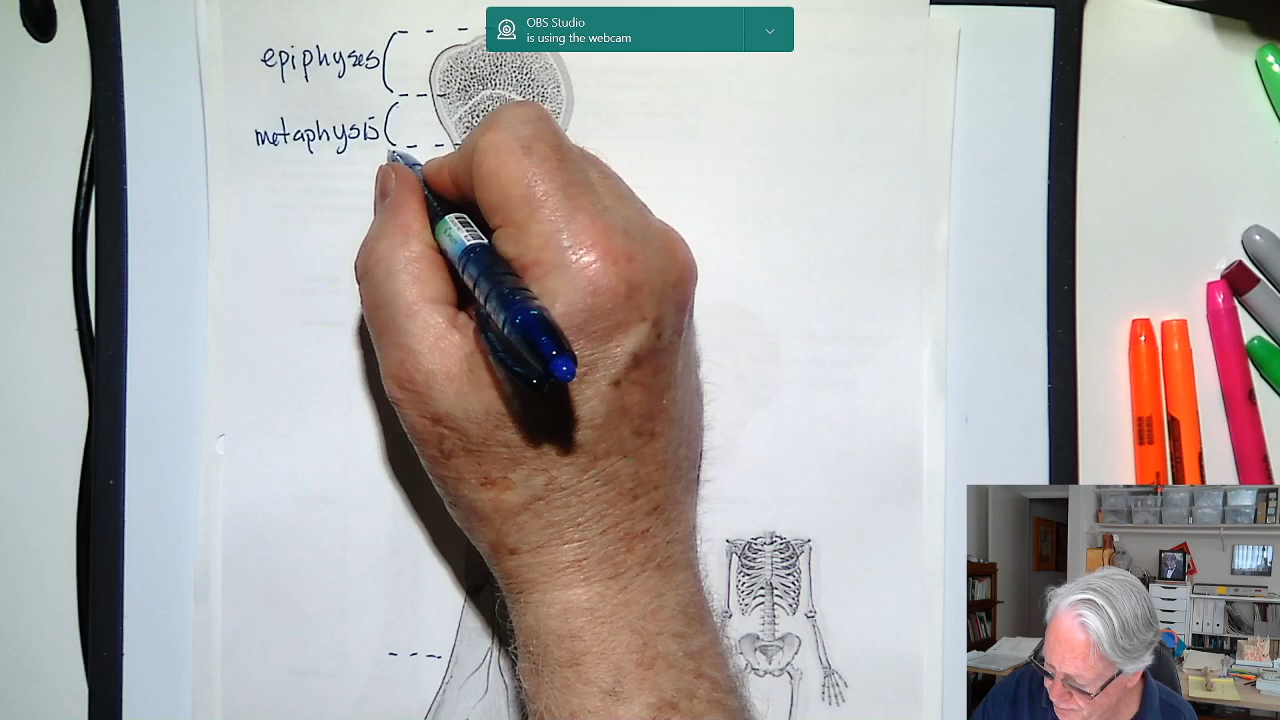 OBS Studio
is using the webcam
epiphyses
metaphysis